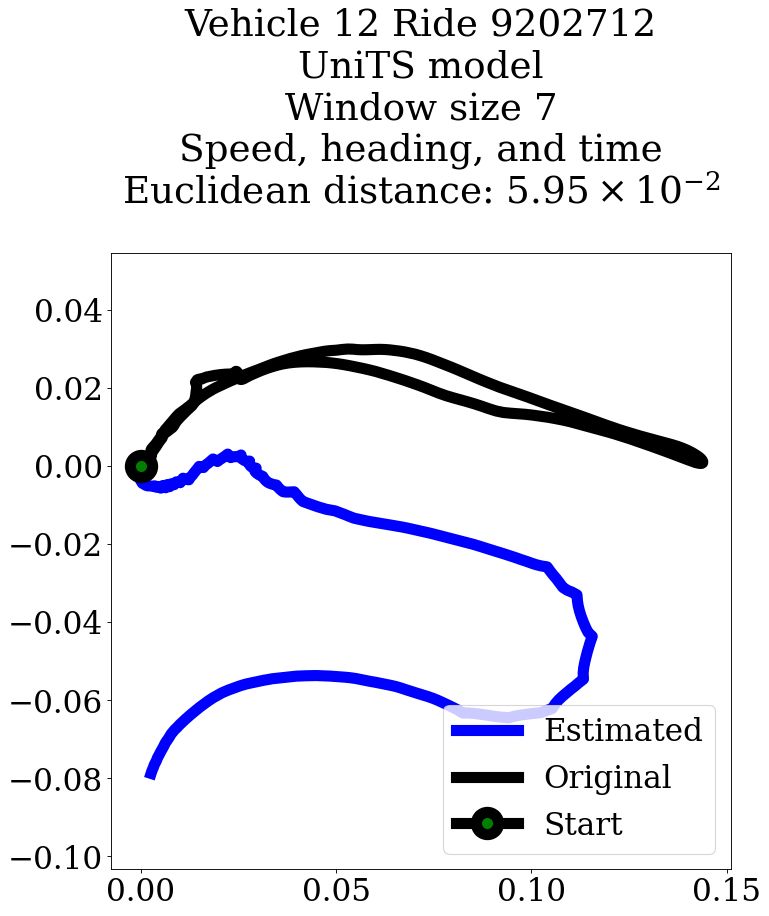 Vehicle 12 Ride 9202712
UniTS model
Window size 7
Speed, heading, and time
Euclidean distance: 5.95 × 10⁻²
0.04
0.02
0.00
−0.02
−0.04
−0.06
−0.08
−0.10
0.00 0.05 0.10 0.15
Estimated
Original
Start